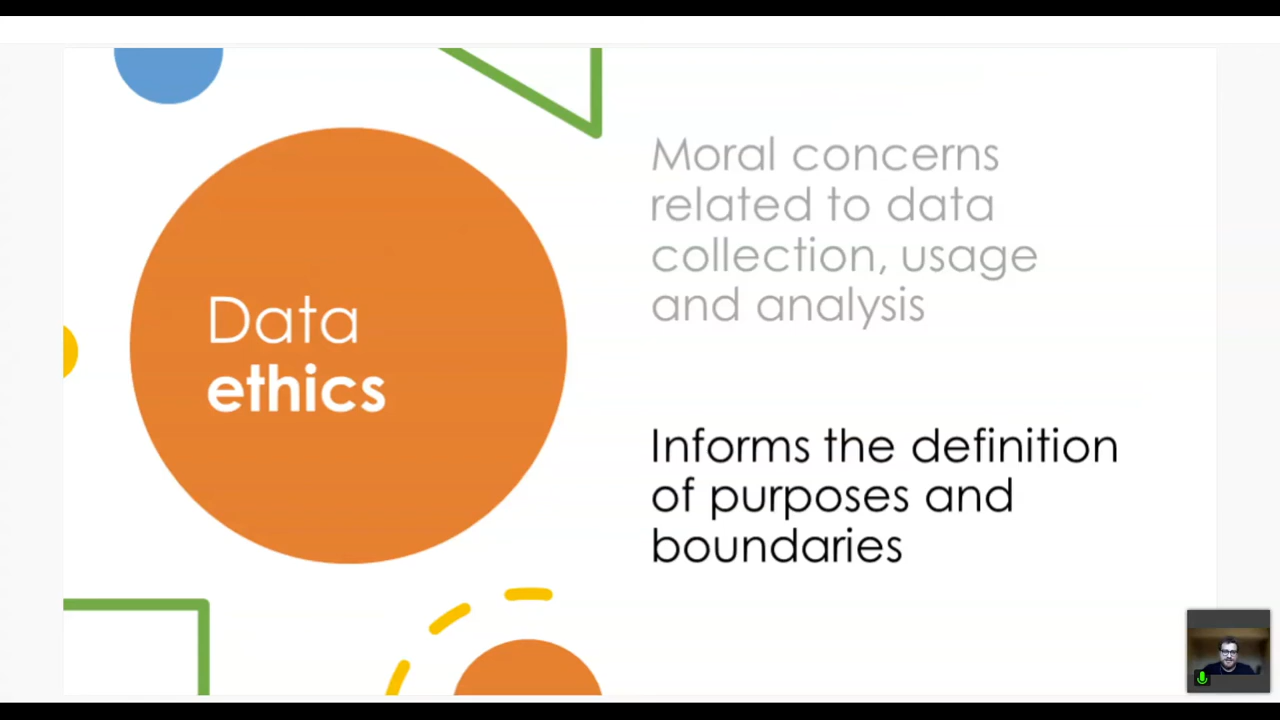 Data
ethics
Moral concerns
related to data
collection, usage
and analysis
Informs the definition
of purposes and
boundaries